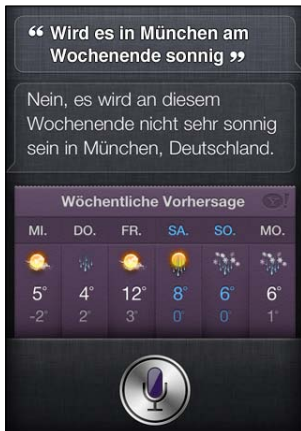 “ Wird es in München am
Wochenende sonnig ”
Nein, es wird an diesem
Wochenende nicht sehr sonnig
sein in München, Deutschland.
Wöchentliche Vorhersage Y!
MI. DO. FR. SA. SO. MO.
5° 4° 12° 8° 6° 6°
-2° 2° 3° 0° 0° 1°